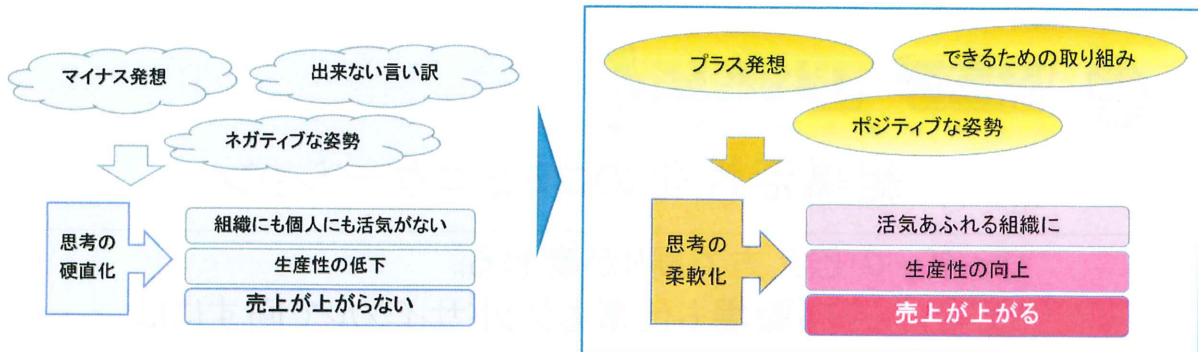 マイナス発想
出来ない言い訳
ネガティブな姿勢
思考の
硬直化
組織にも個人にも活気がない
生産性の低下
売上が上がらない
プラス発想
できるための取り組み
ポジティブな姿勢
思考の
柔軟化
活気あふれる組織に
生産性の向上
売上が上がる